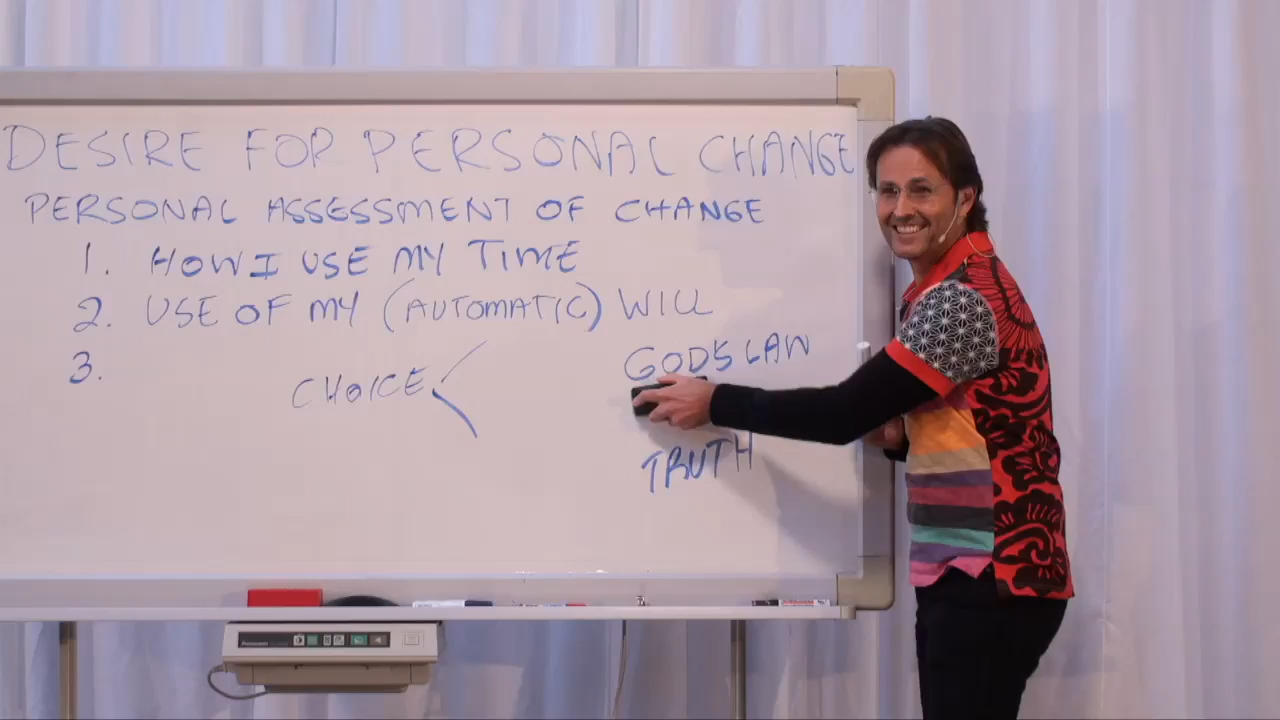 DESIRE FOR PERSONAL CHANGE
PERSONAL ASSESSMENT OF CHANGE
1. HOW I USE MY TIME
2. USE OF MY (AUTOMATIC) WILL
3.
GOD'S LAW
CHOICE
TRUTH
Panasonic